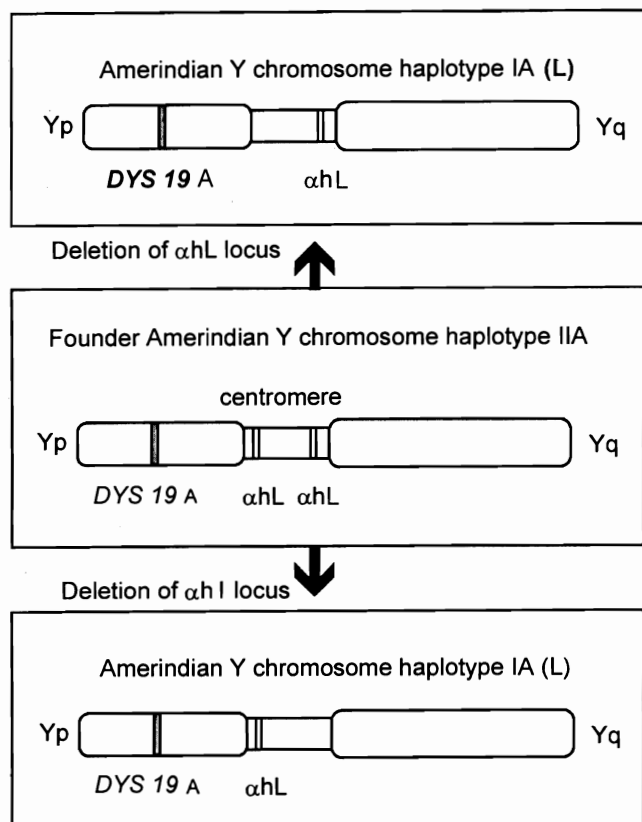 Amerindian Y chromosome haplotype IA (L)
Yp Yq
DYS 19 A αhL
Deletion of αhL locus
Founder Amerindian Y chromosome haplotype IIA
centromere
Yp Yq
DYS 19 A αhL αhL
Deletion of αh I locus
Amerindian Y chromosome haplotype IA (L)
Yp Yq
DYS 19 A αhL